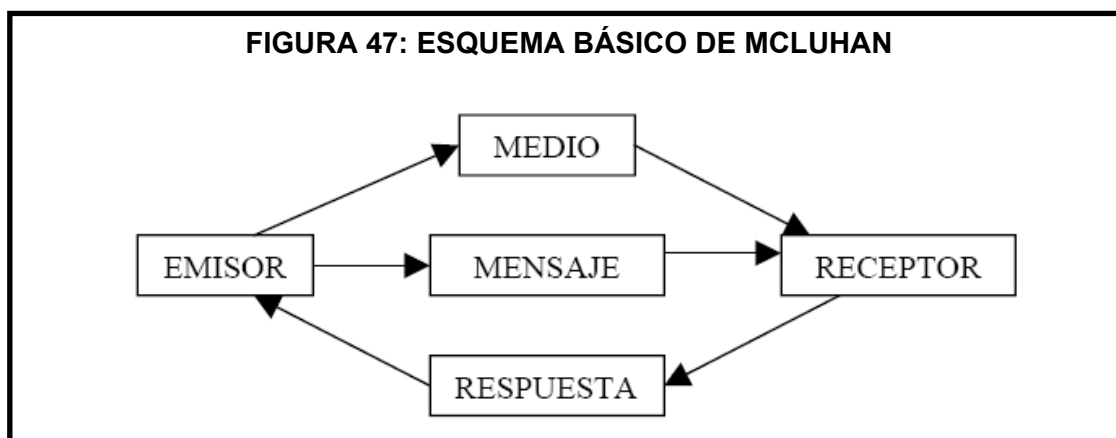 FIGURA 47: ESQUEMA BÁSICO DE MCLUHAN
MEDIO
EMISOR
MENSAJE
RECEPTOR
RESPUESTA